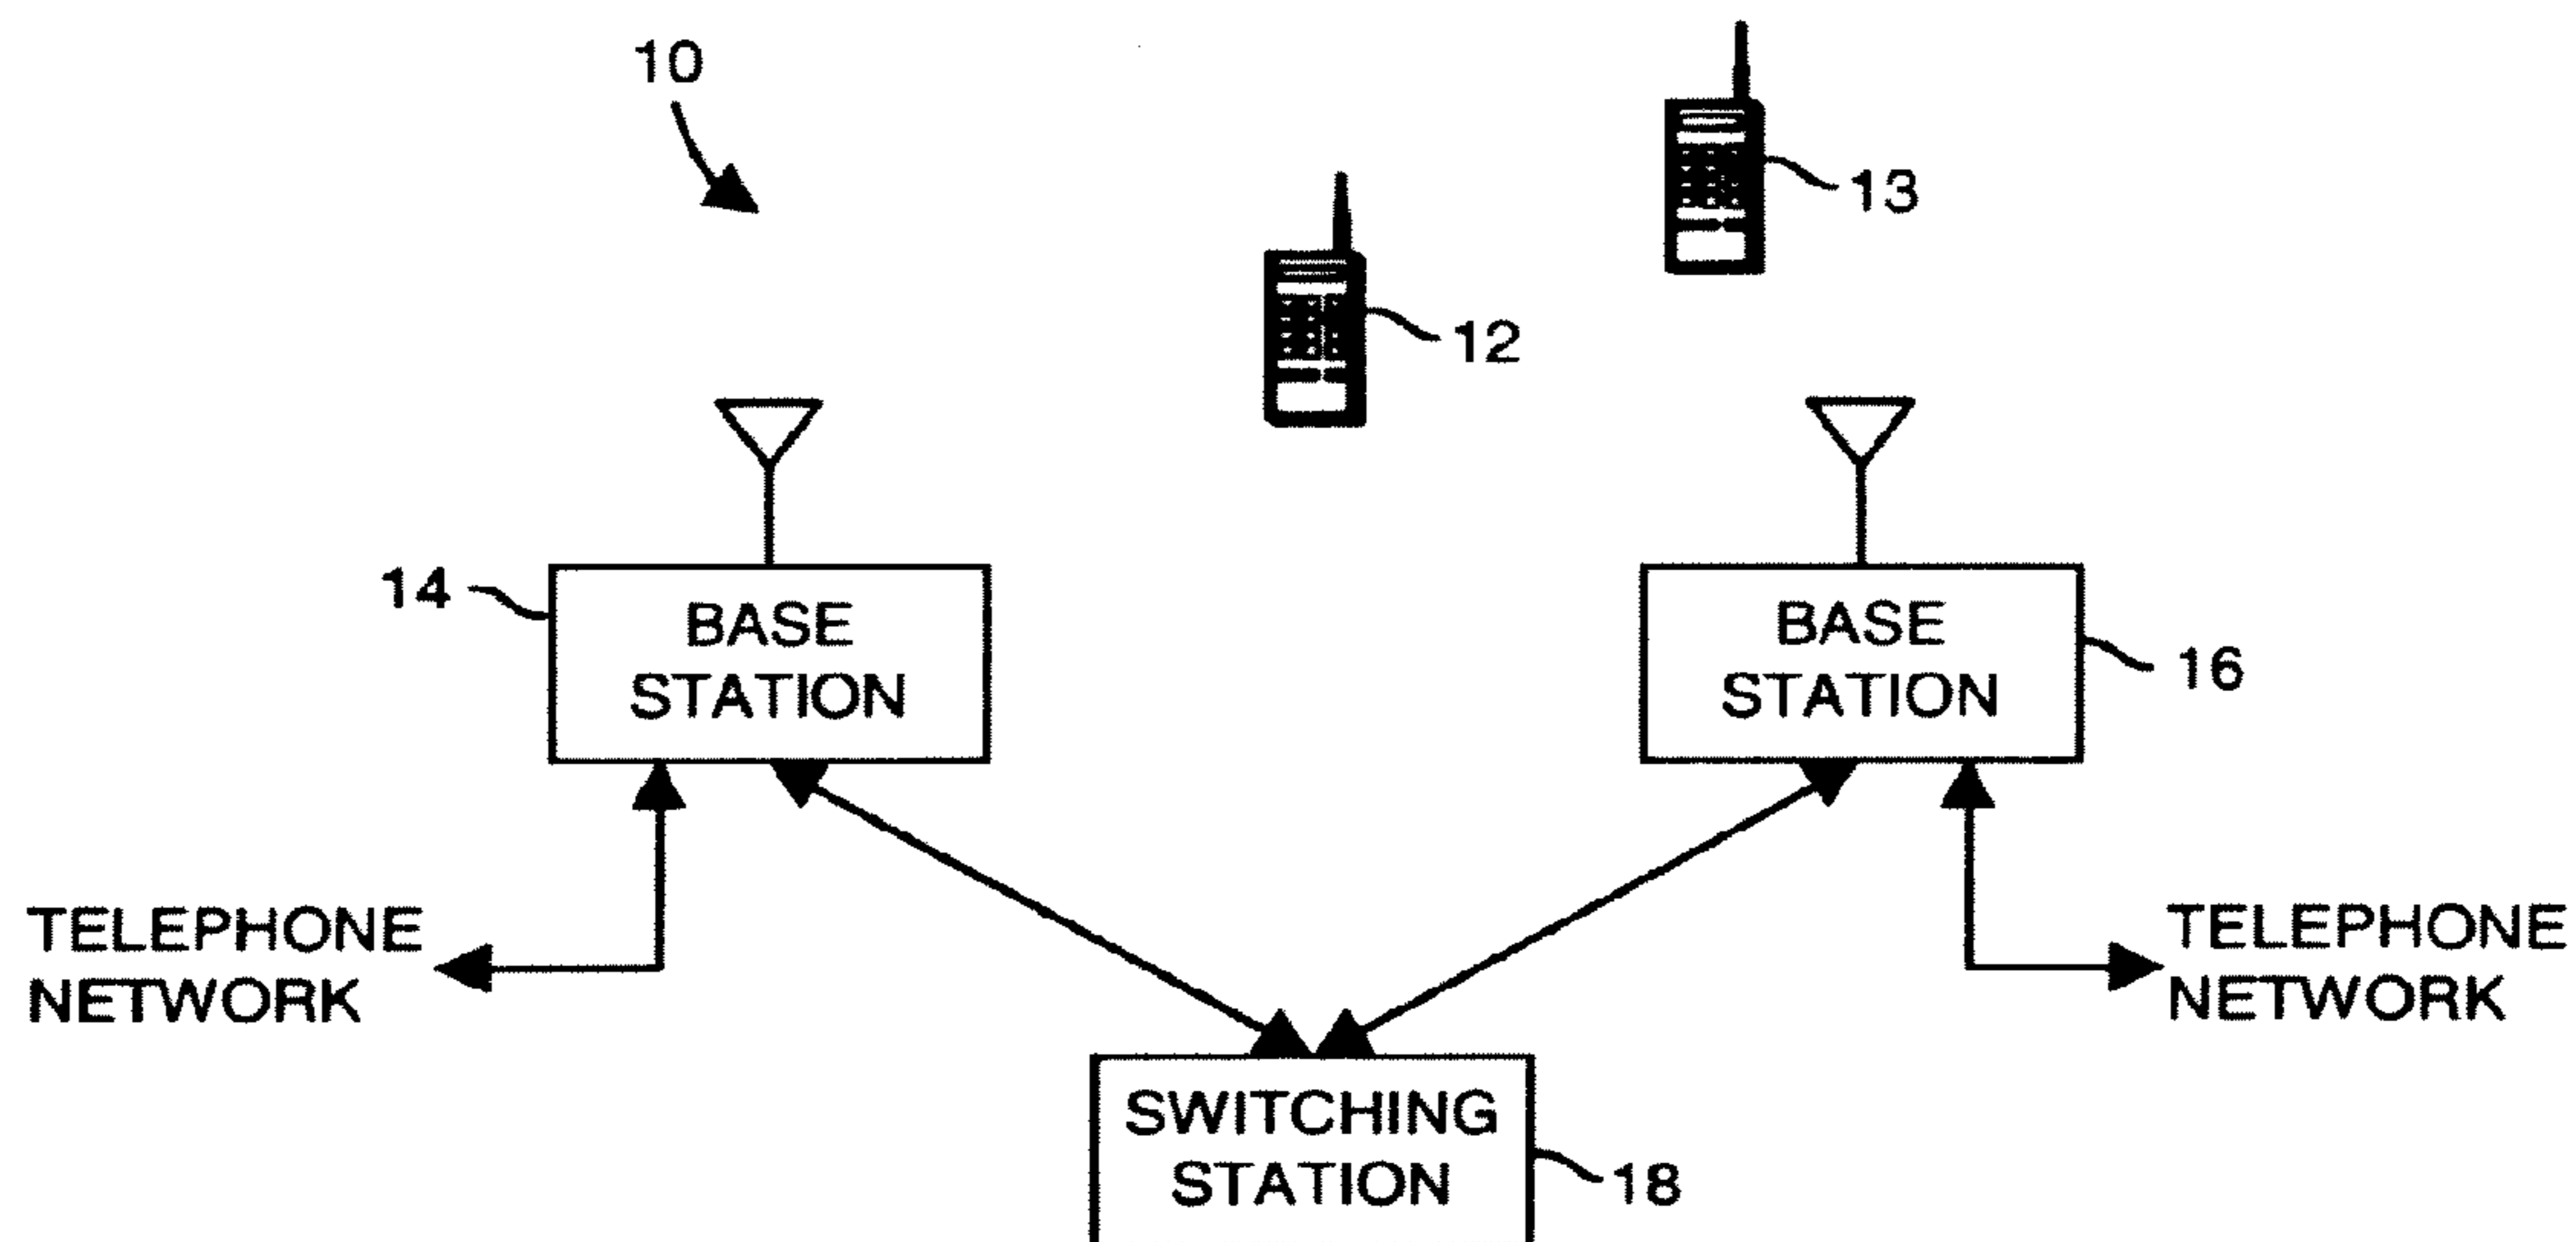 10
13
12
14
BASE
STATION
BASE
STATION
16
TELEPHONE
NETWORK
TELEPHONE
NETWORK
SWITCHING
STATION
18